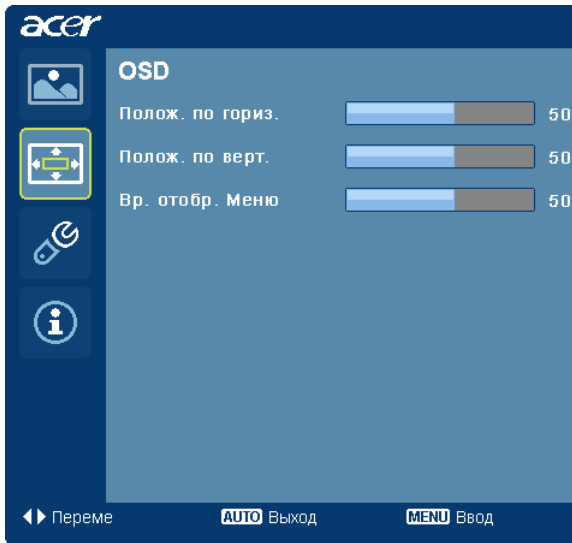 acer
OSD
Полож. по гориз. 50
Полож. по верт. 50
Вр. отобр. Меню 50
Переме AUTO Выход MENU Ввод